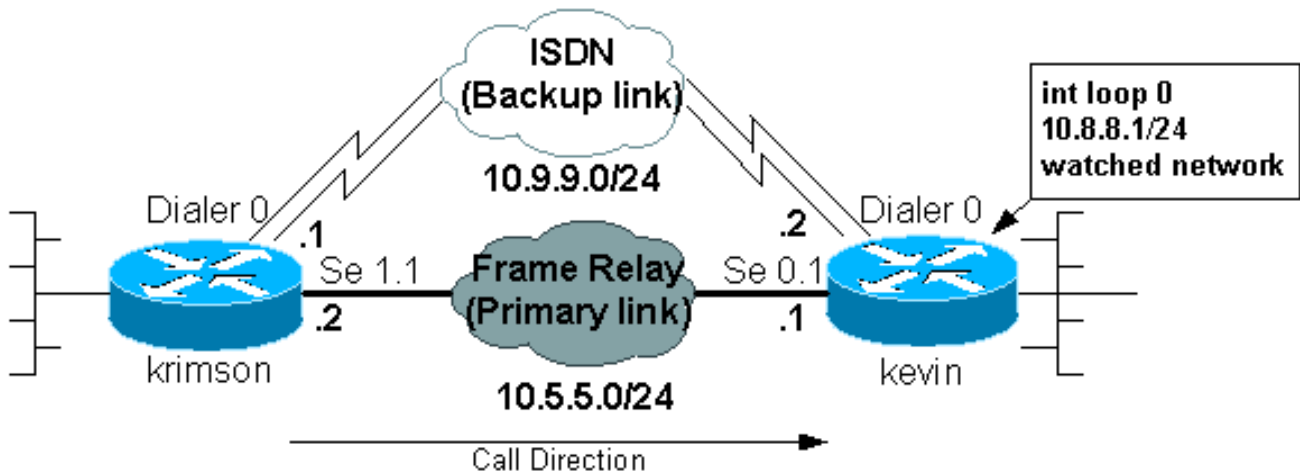 ISDN
(Backup link)
10.9.9.0/24
int loop 0
10.8.8.1/24
watched network
Dialer 0
.1
Se 1.1
.2
krimson
Frame Relay
(Primary link)
10.5.5.0/24
Dialer 0
.2
Se 0.1
.1
kevin
Call Direction